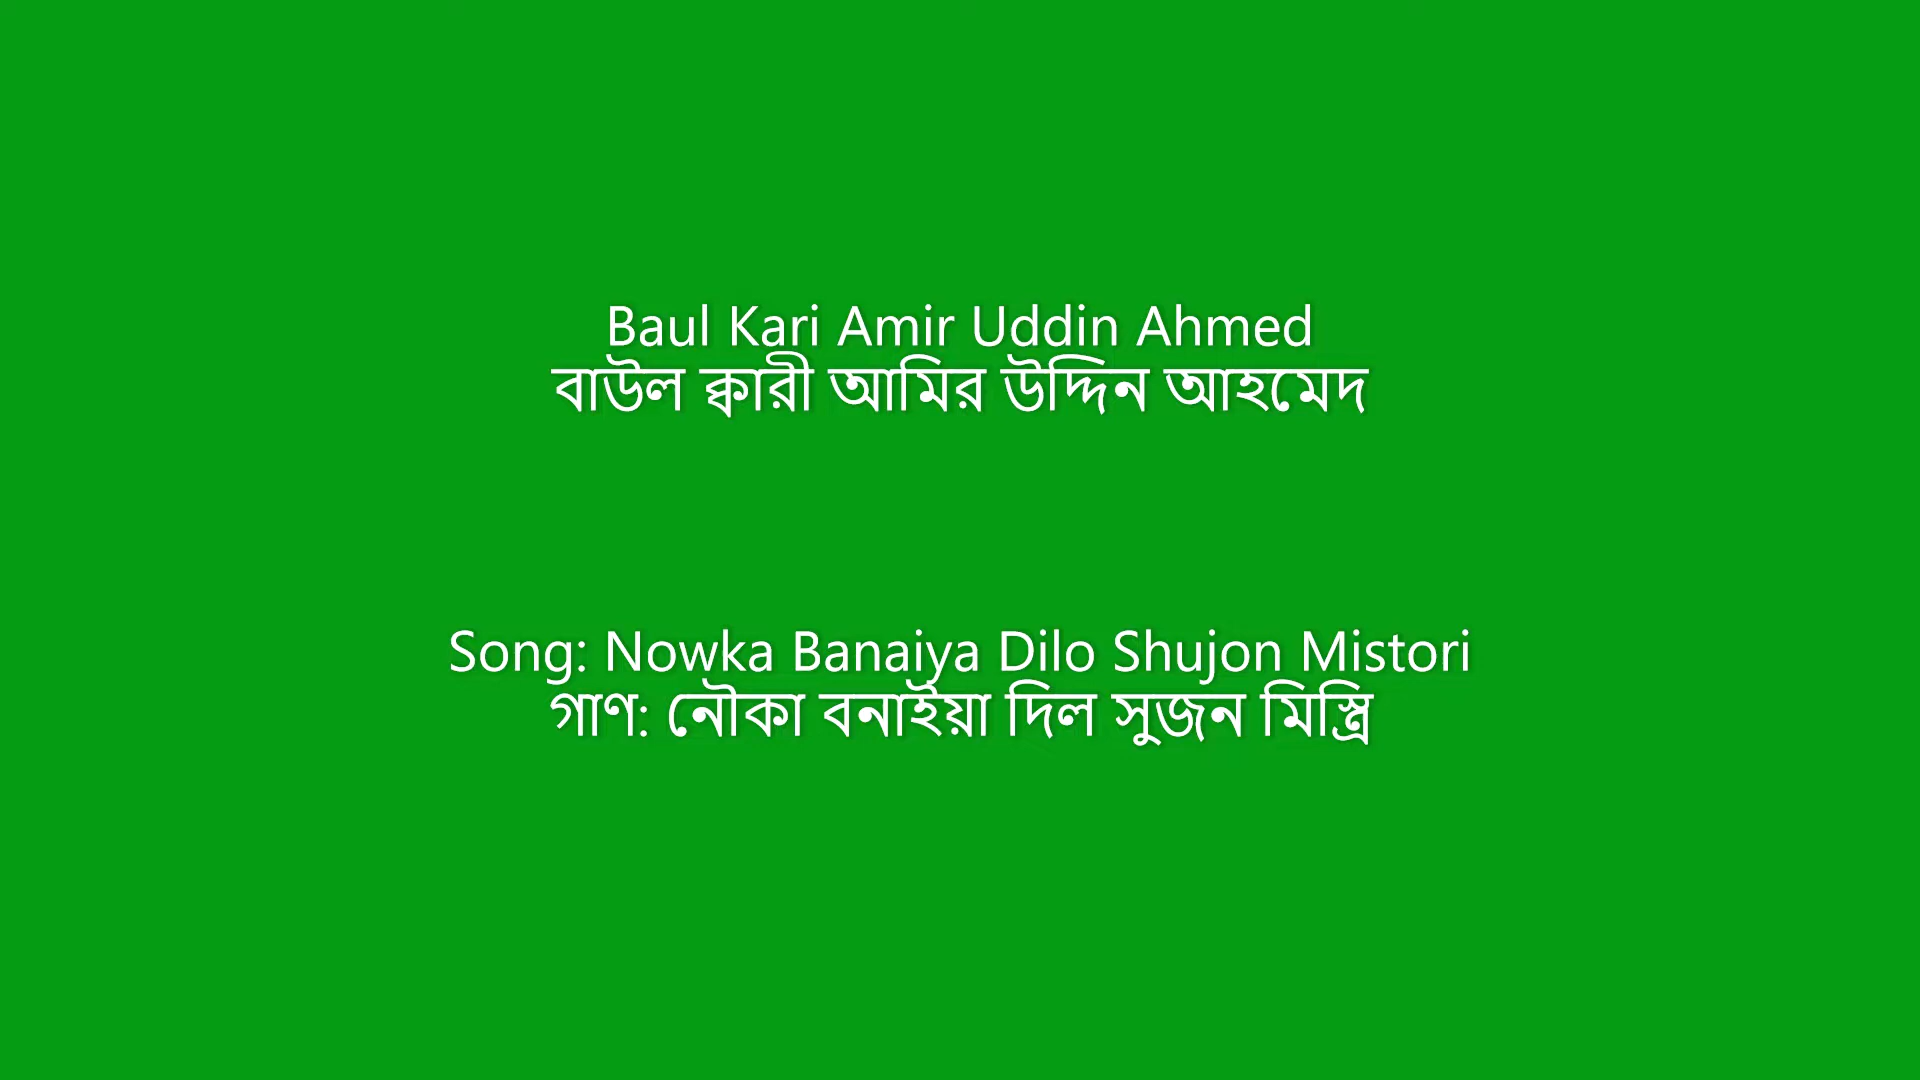 Baul Kari Amir Uddin Ahmed
বাউল ক্বারী আমির উদ্দিন আহমেদ
Song: Nowka Banaiya Dilo Shujon Mistori
গাণ: নৌকা বনাইয়া দিল সুজন মিস্ত্রি